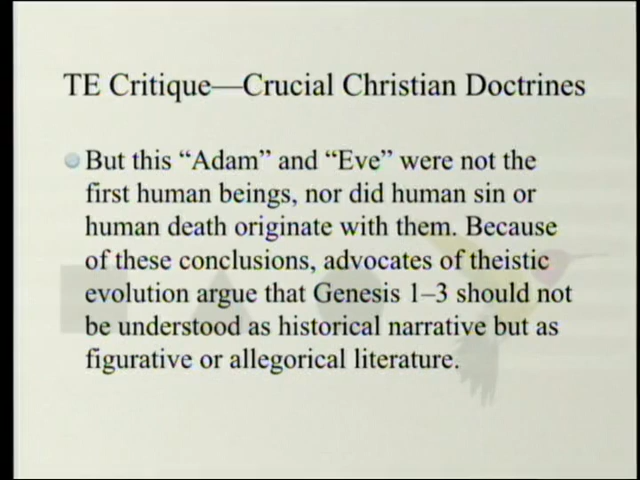 TE Critique—Crucial Christian Doctrines
But this “Adam” and “Eve” were not the
first human beings, nor did human sin or
human death originate with them. Because
of these conclusions, advocates of theistic
evolution argue that Genesis 1–3 should not
be understood as historical narrative but as
figurative or allegorical literature.